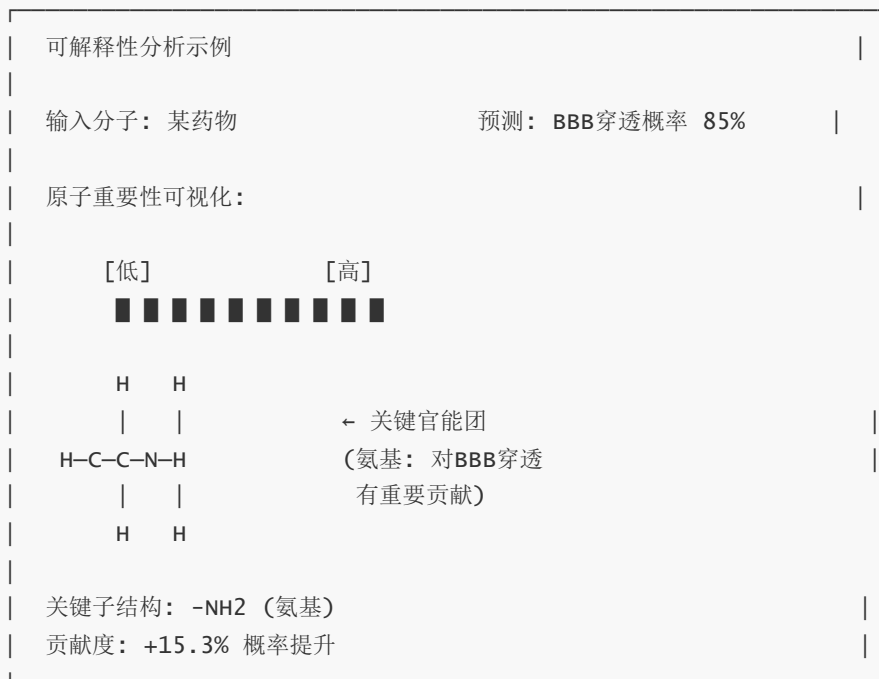 可解释性分析示例
输入分子: 某药物 预测: BBB穿透概率 85%
原子重要性可视化:
[低] [高]
H H
| | ← 关键官能团
H—C—C—N—H (氨基: 对BBB穿透
| | 有重要贡献)
H H
关键子结构: -NH2 (氨基)
贡献度: +15.3% 概率提升